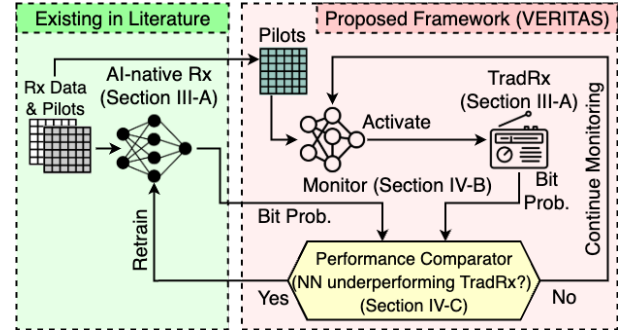 Existing in Literature
Proposed Framework (VERITAS)
Rx Data
& Pilots
AI-native Rx
(Section III-A)
Pilots
Activate
TradRx
(Section III-A)
Monitor (Section IV-B)
Continue Monitoring
Retrain
Bit Prob.
Bit
Prob.
Performance Comparator
(NN underperforming TradRx?)
(Section IV-C)
Yes
No